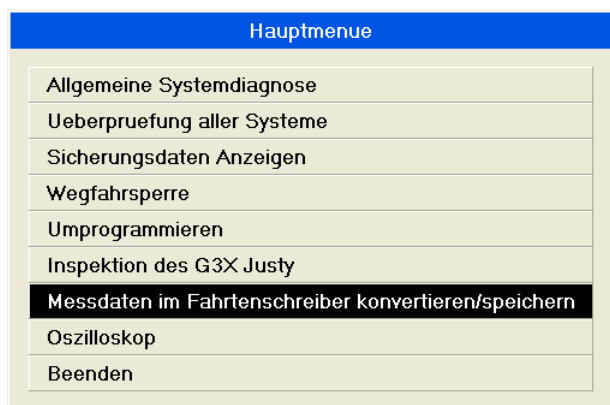 Hauptmenue
Allgemeine Systemdiagnose
Ueberpruefung aller Systeme
Sicherungsdaten Anzeigen
Wegfahrsperre
Umprogrammieren
Inspektion des G3X Justy
Messdaten im Fahrtenschreiber konvertieren/speichern
Oszilloskop
Beenden